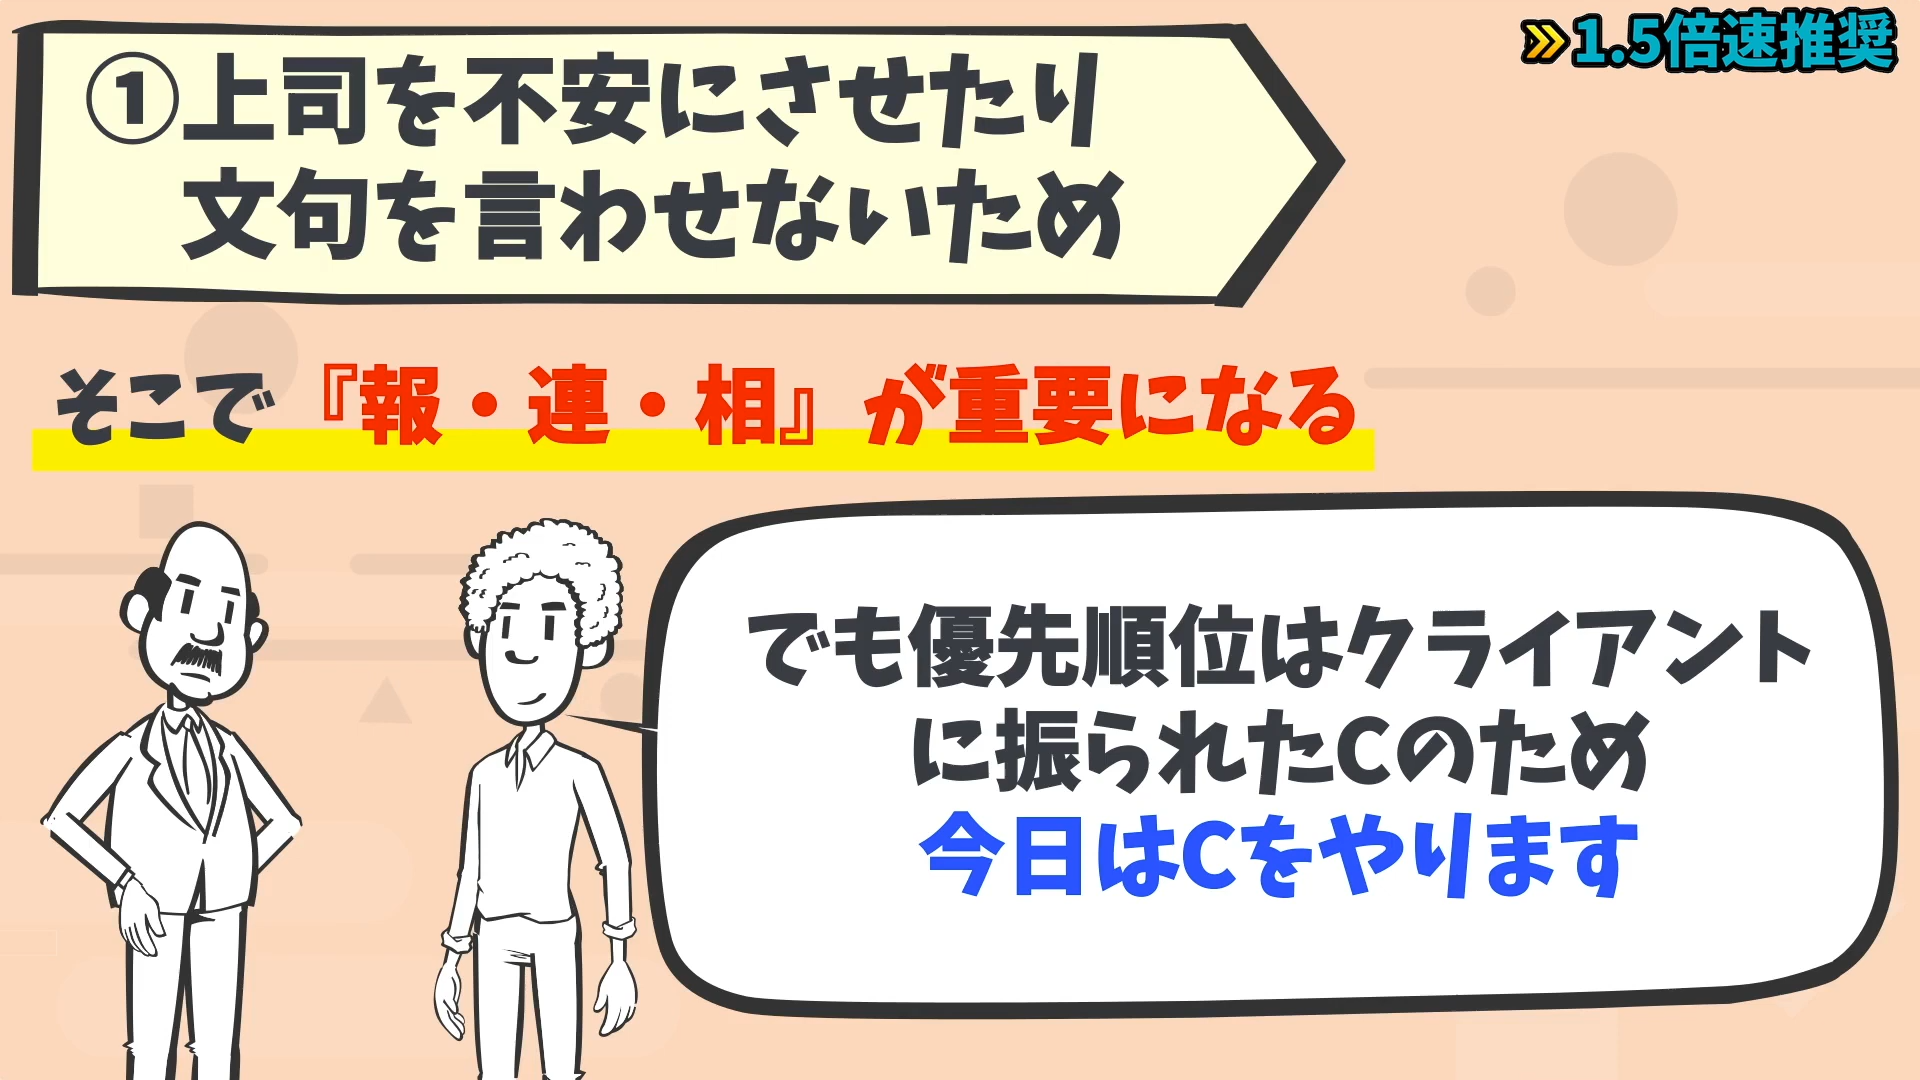 1.5倍速推奨
①上司を不安にさせたり
文句を言わせないため
そこで『報・連・相』が重要になる
でも優先順位はクライアント
に振られたCのため
今日はCをやります